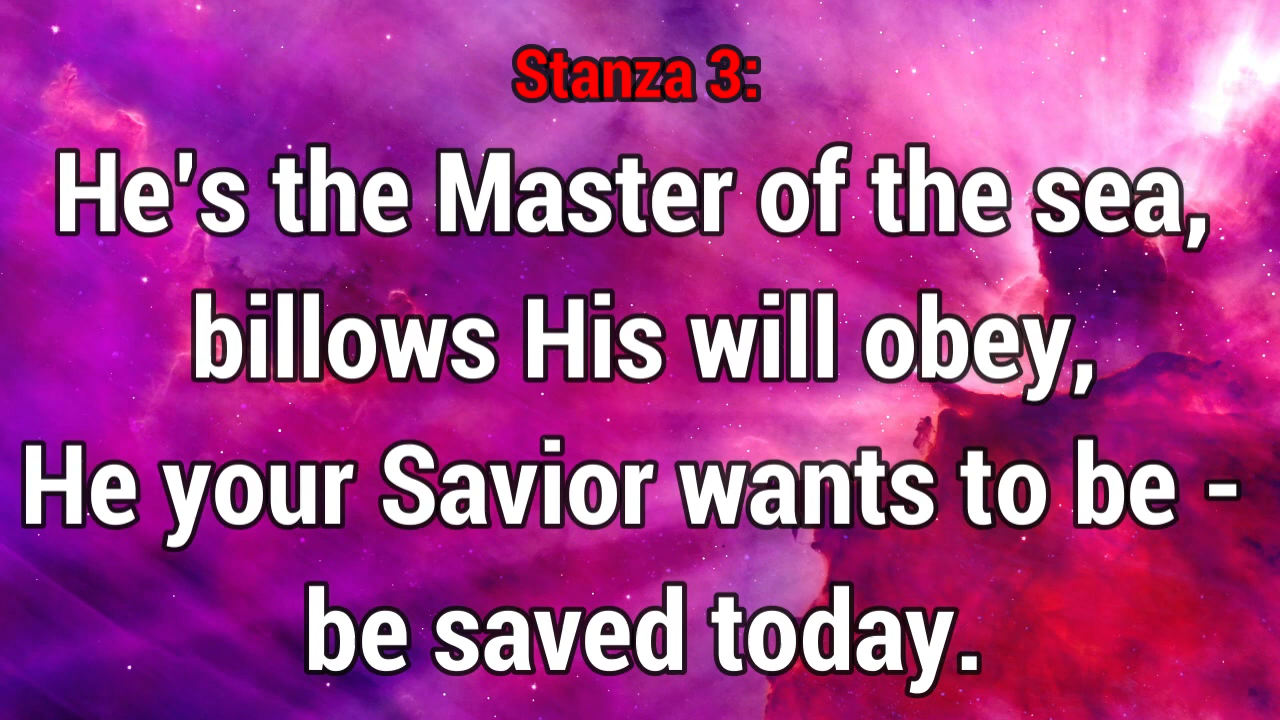 Stanza 3:
He's the Master of the sea,
billows His will obey,
He your Savior wants to be -
be saved today.